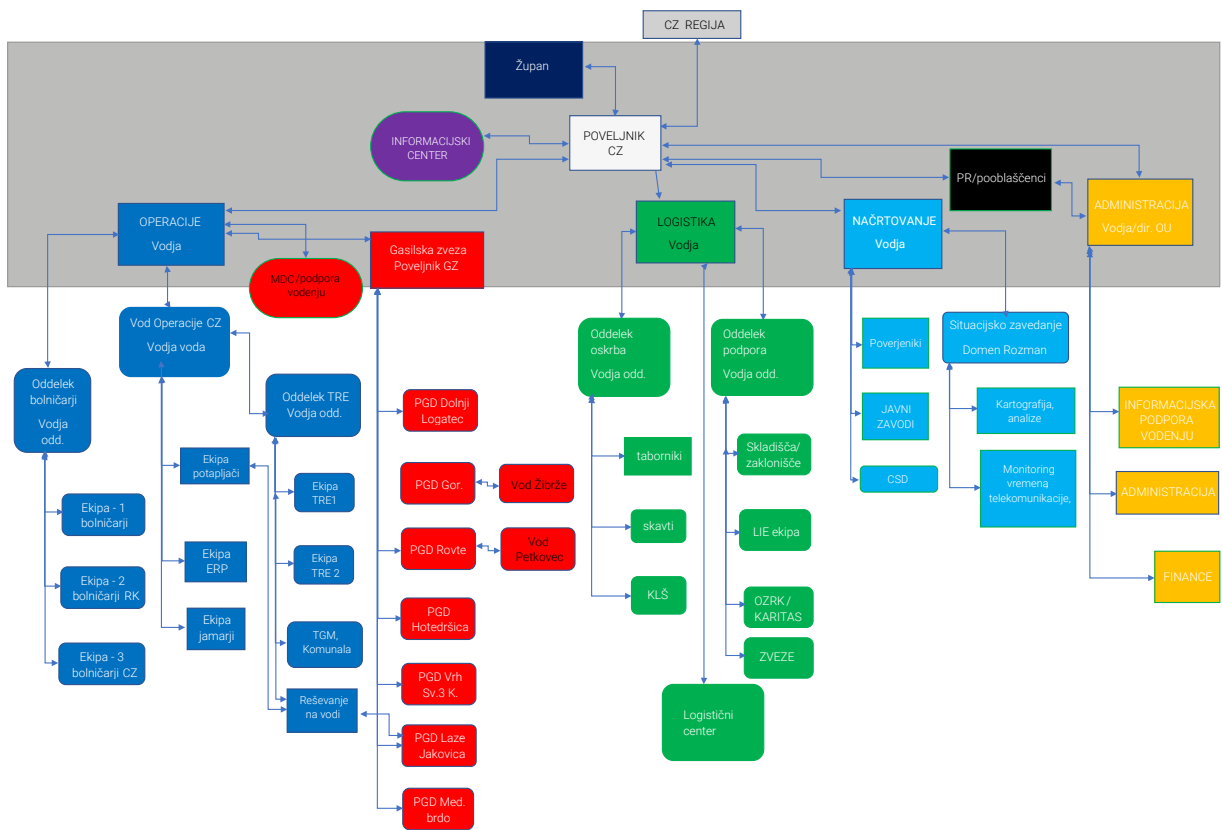 CZ REGIJA
Župan
INFORMACIJSKI
CENTER
POVELJNIK
CZ
PR/pooblaščenci
OPERACIJE
Vodja
MDC/podpora
vodenju
Gasilska zveza
Poveljnik GZ
LOGISTIKA
Vodja
NAČRTOVANJE
Vodja
ADMINISTRACIJA
Vodja/dir. OU
Vod Operacije CZ
Vodja voda
Oddelek
bolničarji
Vodja
odd.
Ekipa - 1
bolničarji
Ekipa - 2
bolničarji RK
Ekipa - 3
bolničarji CZ
Ekipa
potapljači
Ekipa
ERP
Ekipa
jamarji
Oddelek TRE
Vodja odd.
Ekipa
TRE1
Ekipa
TRE 2
TGM,
Komunala
Reševanje
na vodi
PGD Dolnji
Logatec
PGD Gor.
Vod Žibrže
PGD Rovte
Vod
Petkovec
PGD
Hotedršica
PGD Vrh
Sv.3 K.
PGD Laze
Jakovica
PGD Med.
brdo
Oddelek
oskrba
Vodja odd.
taborniki
skavti
KLŠ
Oddelek
podpora
Vodja odd.
Skladišča/
zaklonišče
LIE ekipa
OZRK /
KARITAS
ZVEZE
Logistični
center
Poverjeniki
JAVNI
ZAVODI
CSD
Situacijsko zavedanje
Domen Rozman
Kartografija,
analize
Monitoring
vremena,
telekomunikacije,
INFORMACIJSKA
PODPORA
VODENJU
ADMINISTRACIJA
FINANCE